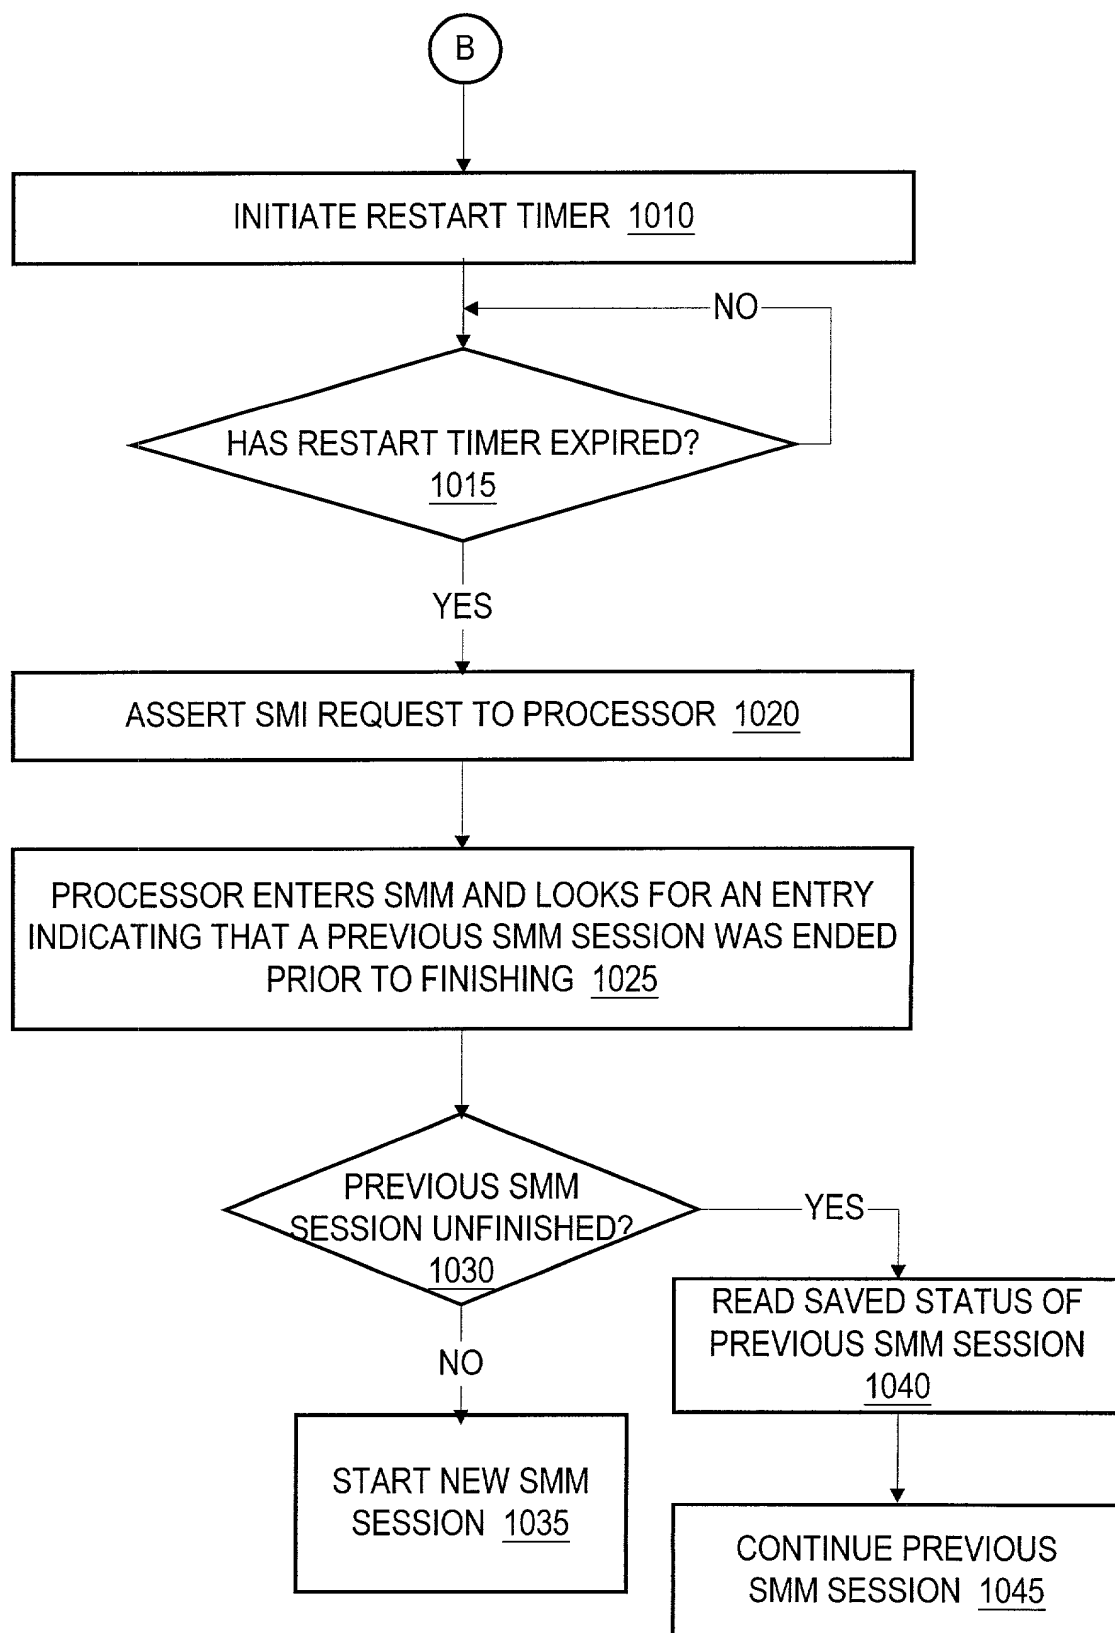 B
INITIATE RESTART TIMER 1010
NO
HAS RESTART TIMER EXPIRED?
1015
YES
ASSERT SMI REQUEST TO PROCESSOR 1020
PROCESSOR ENTERS SMM AND LOOKS FOR AN ENTRY
INDICATING THAT A PREVIOUS SMM SESSION WAS ENDED
PRIOR TO FINISHING 1025
PREVIOUS SMM
SESSION UNFINISHED?
1030
YES
NO
READ SAVED STATUS OF
PREVIOUS SMM SESSION
1040
START NEW SMM
SESSION 1035
CONTINUE PREVIOUS
SMM SESSION 1045